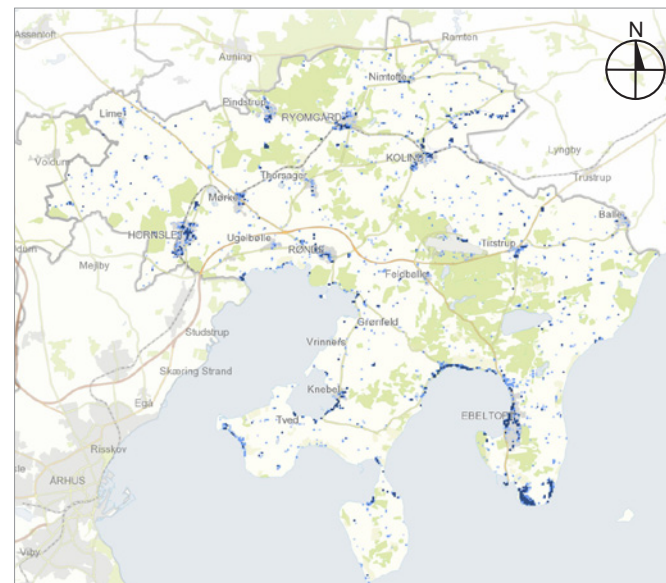 Assenloft
Ramten
N
Auning
Nimtofte
Pindstrup
Lime
RYOMGÅRD
Lyngby
KOLIND
Voldum
Trustrup
Thorsager
Mørke
Balle
HORNSLET
Ugelbølle
Tirstrup
RØNDE
Mejlby
Feldballe
Grønfeld
Studstrup
Vrinners
Skæring Strand
Knebel
Egå
EBELTOFT
Tved
Risskov
ÅRHUS
Viby